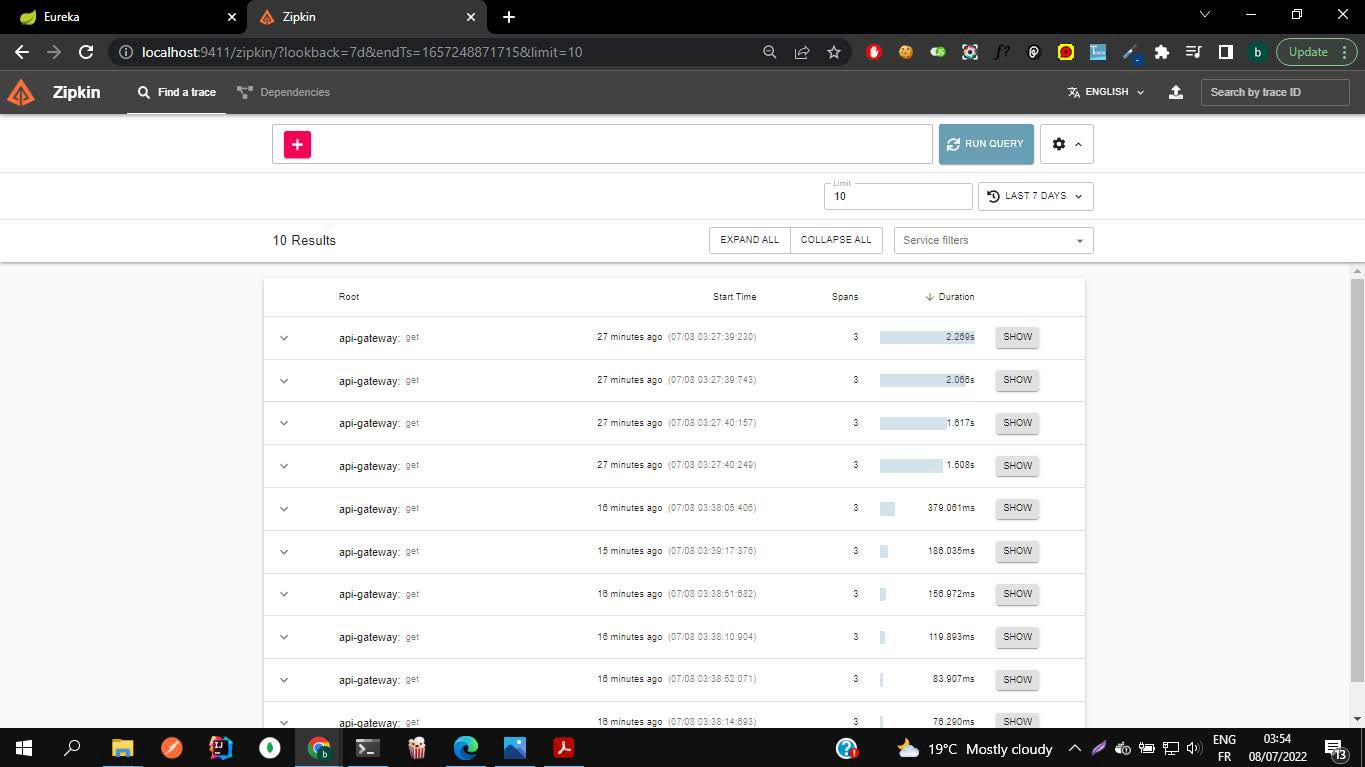 Eureka
Zipkin
localhost:9411/zipkin/?lookback=7d&endTs=1657248871715&limit=10
f?
b
Update
Zipkin
Find a trace
Dependencies
ENGLISH
Search by trace ID
RUN QUERY
Limit
10
LAST 7 DAYS
10 Results
EXPAND ALL
COLLAPSE ALL
Service filters
Root Start Time Spans Duration
api-gateway: get 27 minutes ago (07/08 03:27:39:230) 3 2.269s SHOW
api-gateway: get 27 minutes ago (07/08 03:27:39:743) 3 2.066s SHOW
api-gateway: get 27 minutes ago (07/08 03:27:40:157) 3 1.617s SHOW
api-gateway: get 27 minutes ago (07/08 03:27:40:249) 3 1.508s SHOW
api-gateway: get 16 minutes ago (07/08 03:38:05:406) 3 379.061ms SHOW
api-gateway: get 15 minutes ago (07/08 03:39:17:376) 3 186.035ms SHOW
api-gateway: get 16 minutes ago (07/08 03:38:51:682) 3 156.972ms SHOW
api-gateway: get 16 minutes ago (07/08 03:38:10:904) 3 119.893ms SHOW
api-gateway: get 16 minutes ago (07/08 03:38:52:071) 3 83.907ms SHOW
api-gateway: get 16 minutes ago (07/08 03:38:14:693) 3 76.290ms SHOW
19°C Mostly cloudy
ENG
FR
03:54
08/07/2022
13